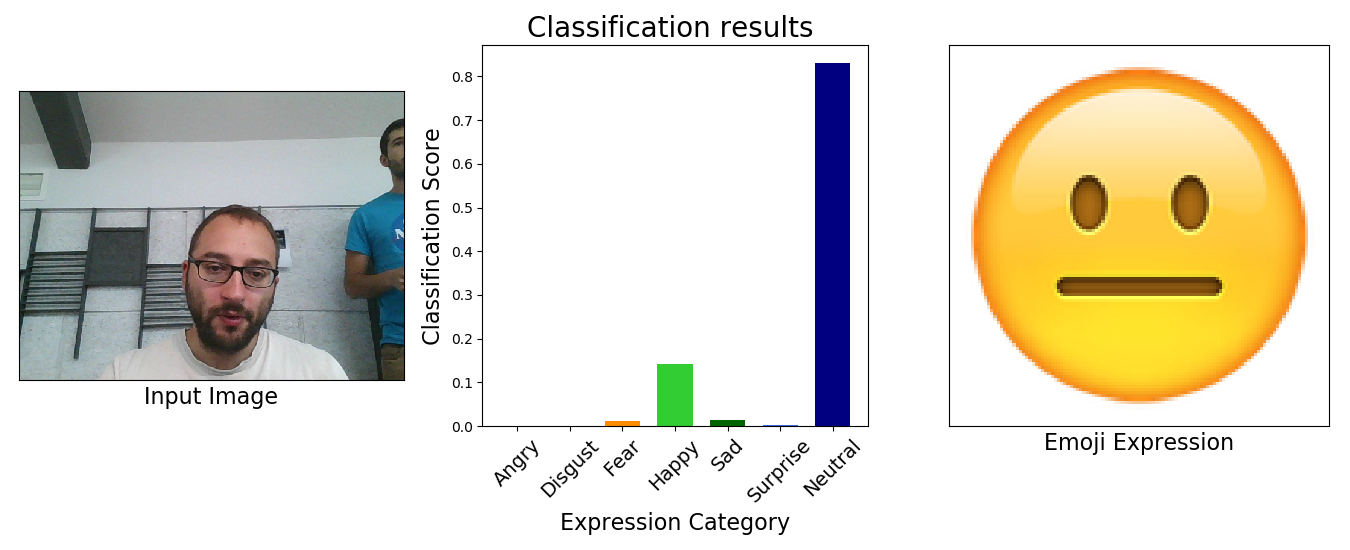 Classification results
Classification Score
0.8
0.7
0.6
0.5
0.4
0.3
0.2
0.1
0.0
Angry
Disgust
Fear
Happy
Sad
Surprise
Neutral
Expression Category
Input Image
Emoji Expression